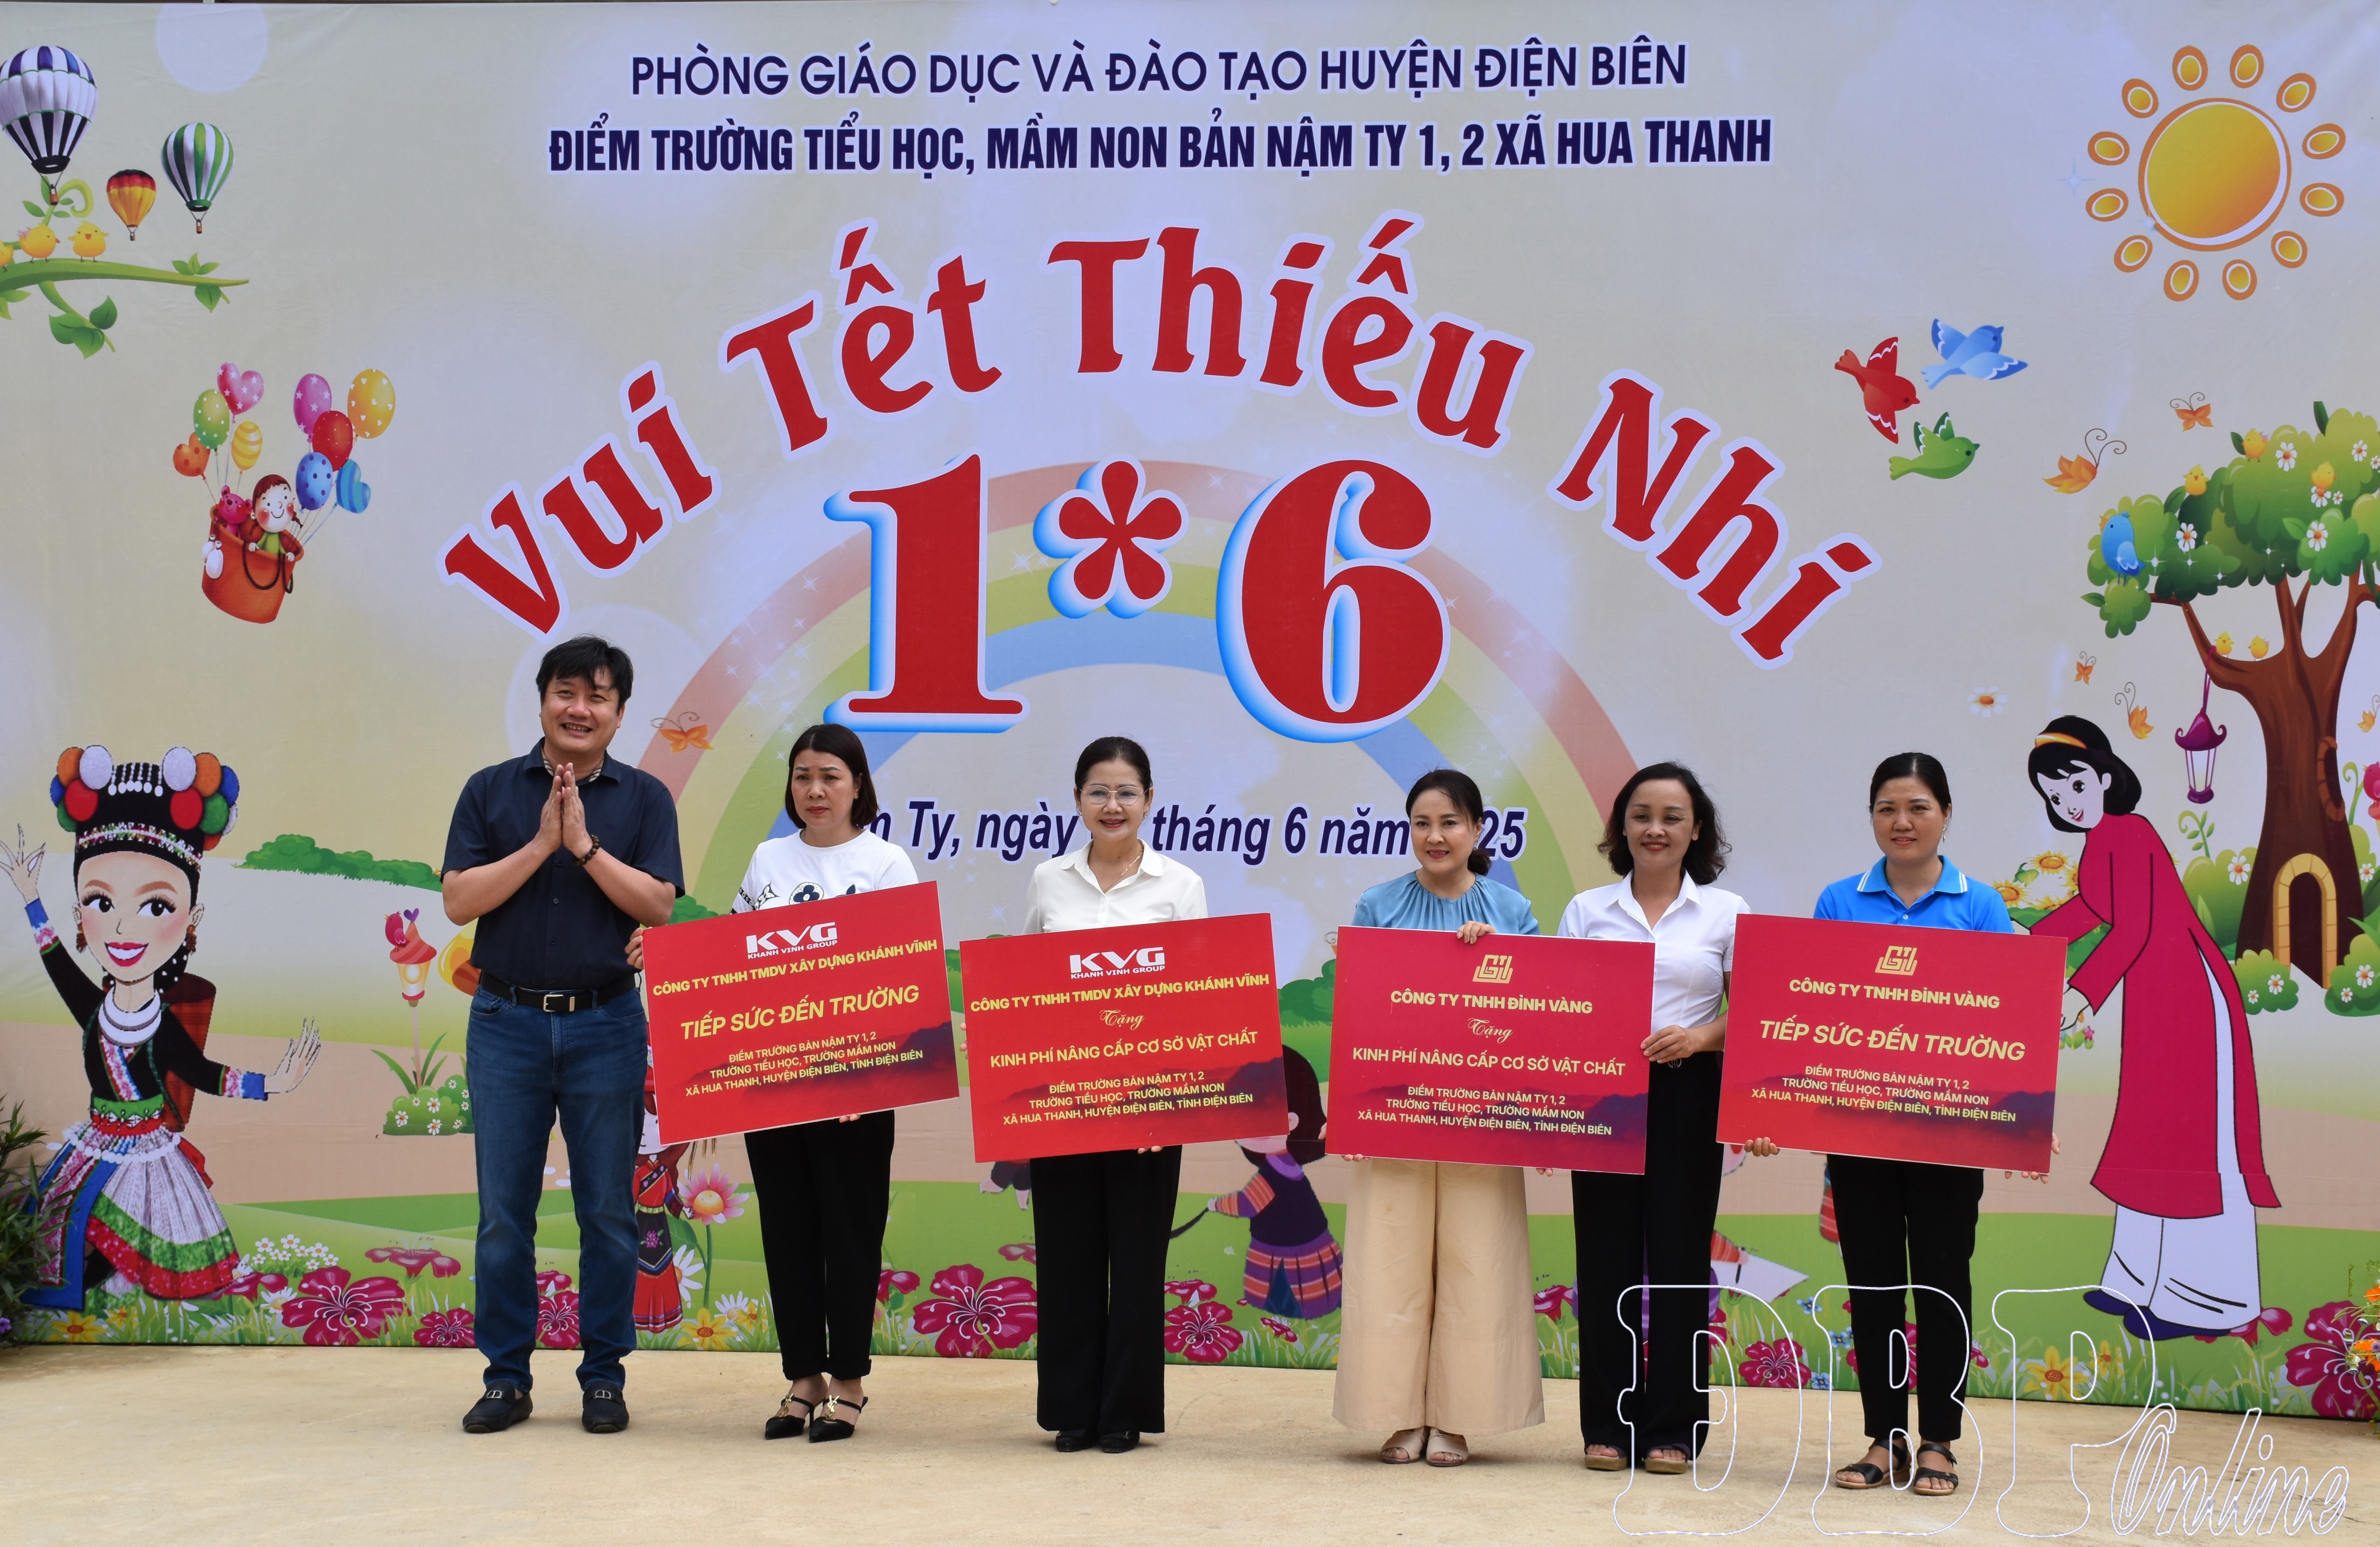 PHÒNG GIÁO DỤC VÀ ĐÀO TẠO HUYỆN ĐIỆN BIÊN
ĐIỂM TRƯỜNG TIỂU HỌC, MẦM NON BẢN NẬM TY 1, 2 XÃ HUA THANH
Vui Tết Thiếu Nhi
1*6
Ty, ngày tháng 6 năm 25
KVG
KHANH VINH GROUP
CÔNG TY TNHH TMDV XÂY DỰNG KHÁNH VĨNH
TIẾP SỨC ĐẾN TRƯỜNG
ĐIỂM TRƯỜNG BẢN NẬM TY 1, 2
TRƯỜNG TIỂU HỌC, TRƯỜNG MẦM NON
XÃ HUA THANH, HUYỆN ĐIỆN BIÊN, TỈNH ĐIỆN BIÊN
KVG
KHANH VINH GROUP
CÔNG TY TNHH TMDV XÂY DỰNG KHÁNH VĨNH
Tặng
KINH PHÍ NÂNG CẤP CƠ SỞ VẬT CHẤT
ĐIỂM TRƯỜNG BẢN NẬM TY 1, 2
TRƯỜNG TIỂU HỌC, TRƯỜNG MẦM NON
XÃ HUA THANH, HUYỆN ĐIỆN BIÊN, TỈNH ĐIỆN BIÊN
CÔNG TY TNHH ĐỈNH VÀNG
Tặng
KINH PHÍ NÂNG CẤP CƠ SỞ VẬT CHẤT
ĐIỂM TRƯỜNG BẢN NẬM TY 1, 2
TRƯỜNG TIỂU HỌC, TRƯỜNG MẦM NON
XÃ HUA THANH, HUYỆN ĐIỆN BIÊN, TỈNH ĐIỆN BIÊN
CÔNG TY TNHH ĐỈNH VÀNG
TIẾP SỨC ĐẾN TRƯỜNG
ĐIỂM TRƯỜNG BẢN NẬM TY 1, 2
TRƯỜNG TIỂU HỌC, TRƯỜNG MẦM NON
XÃ HUA THANH, HUYỆN ĐIỆN BIÊN, TỈNH ĐIỆN BIÊN
ĐBP Online